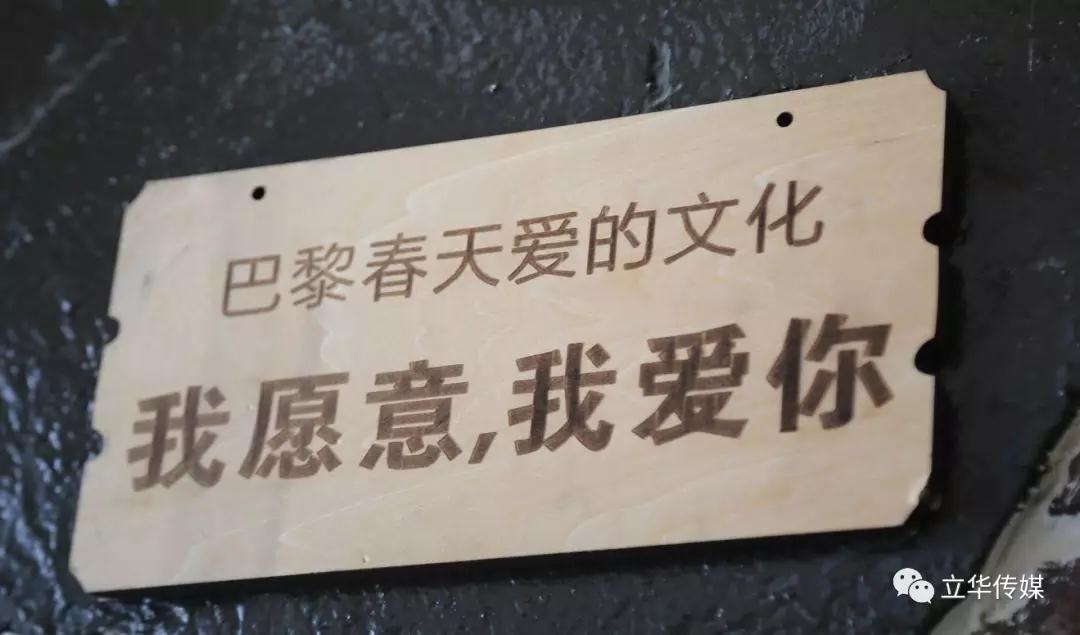 巴黎春天爱的文化
我愿意,我爱你
立华传媒